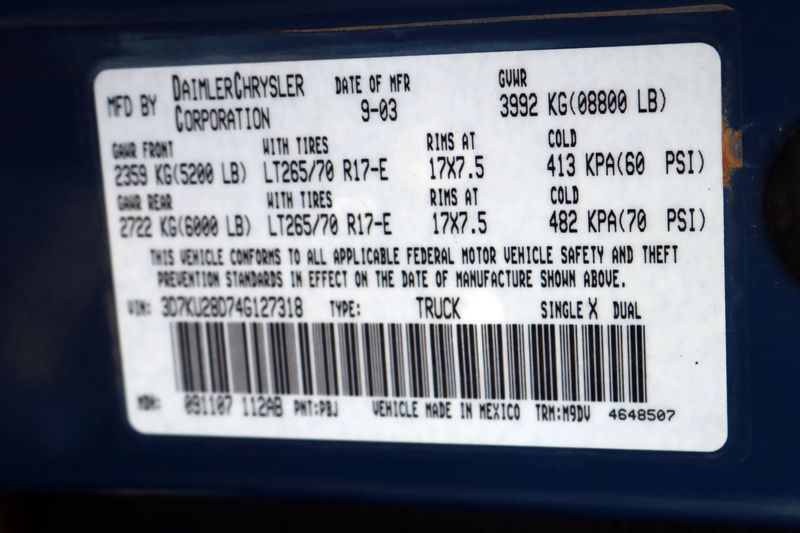 MFD BY DAIMLERCHRYSLER CORPORATION DATE OF MFR 9-03 GVWR 3992 KG(08800 LB)
GAWR FRONT WITH TIRES RIMS AT COLD
2359 KG(5200 LB) LT265/70 R17-E 17X7.5 413 KPA(60 PSI)
GAWR REAR WITH TIRES RIMS AT COLD
2722 KG(6000 LB) LT265/70 R17-E 17X7.5 482 KPA(70 PSI)
THIS VEHICLE CONFORMS TO ALL APPLICABLE FEDERAL MOTOR VEHICLE SAFETY AND THEFT
PREVENTION STANDARDS IN EFFECT ON THE DATE OF MANUFACTURE SHOWN ABOVE.
VIN: 3D7KU28D74G127318 TYPE: TRUCK SINGLE X DUAL
MDH: 091107 112AB PNT:PBJ VEHICLE MADE IN MEXICO TRM:M9DV 4648507